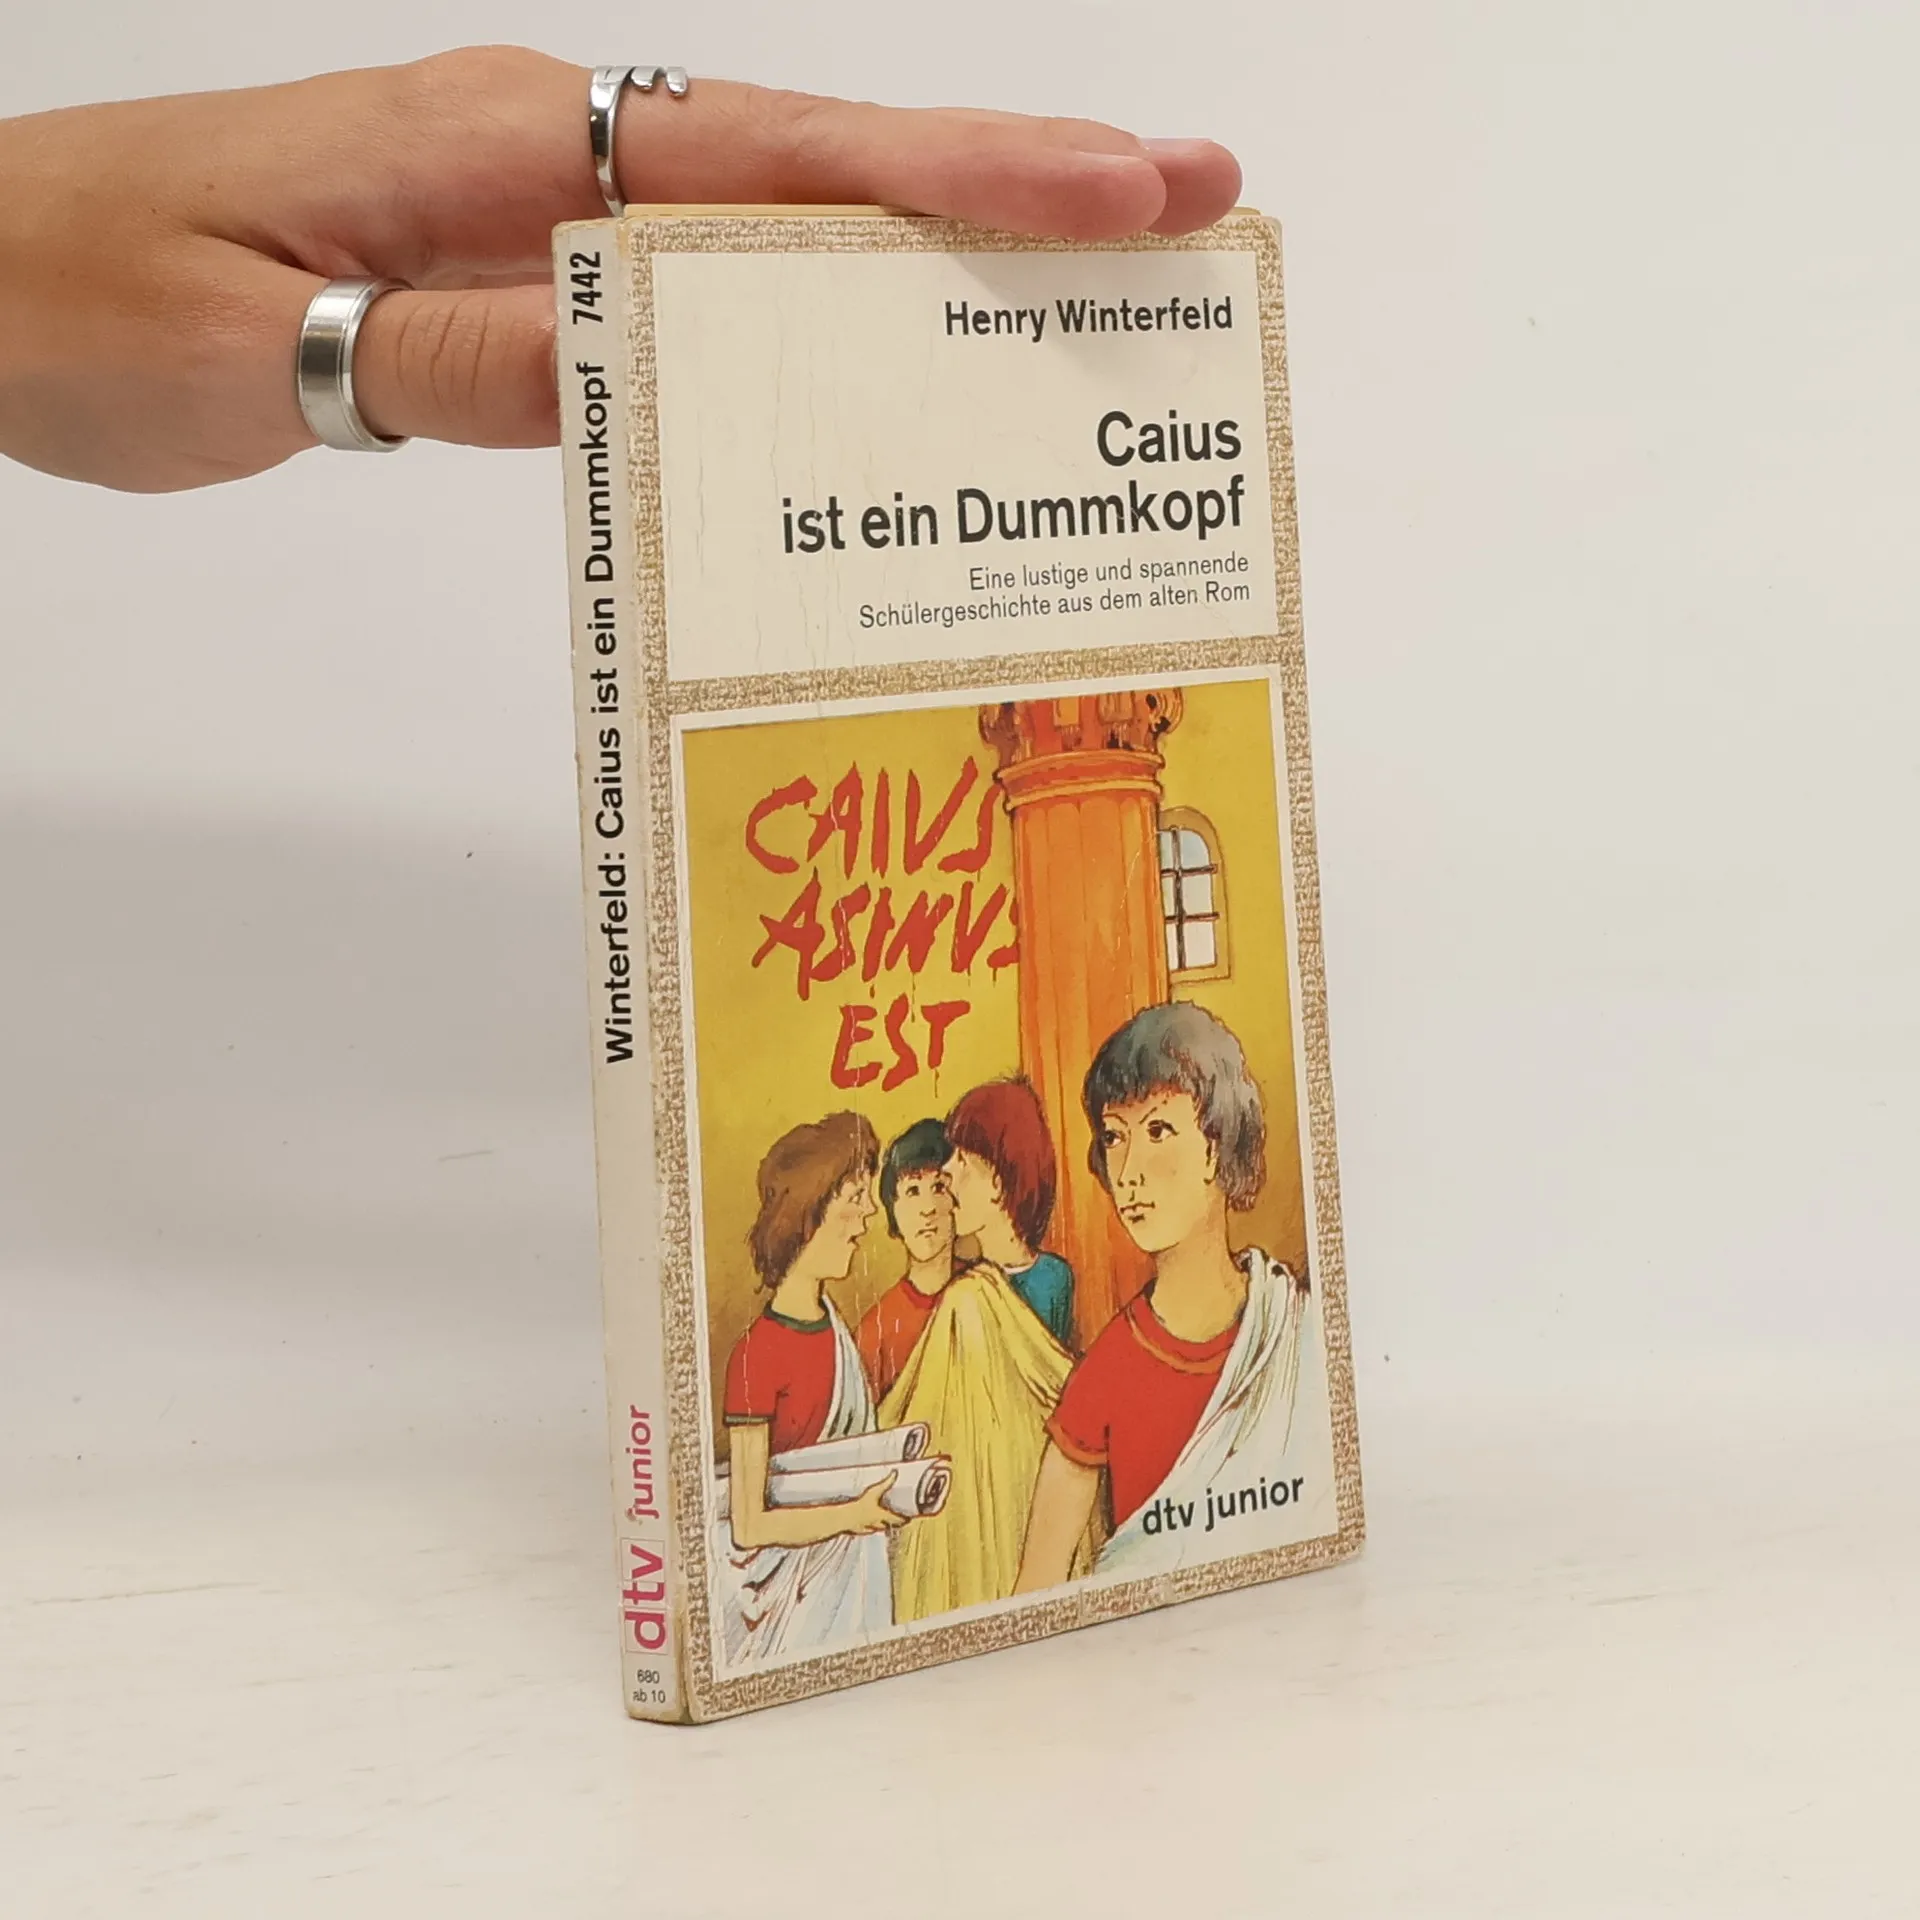 7442
Winterfeld: Caius ist ein Dummkopf
dtv junior
680
ab 10
Henry Winterfeld
Caius
ist ein Dummkopf
Eine lustige und spannende
Schülergeschichte aus dem alten Rom
CAIVS
ASINVS
EST
dtv junior